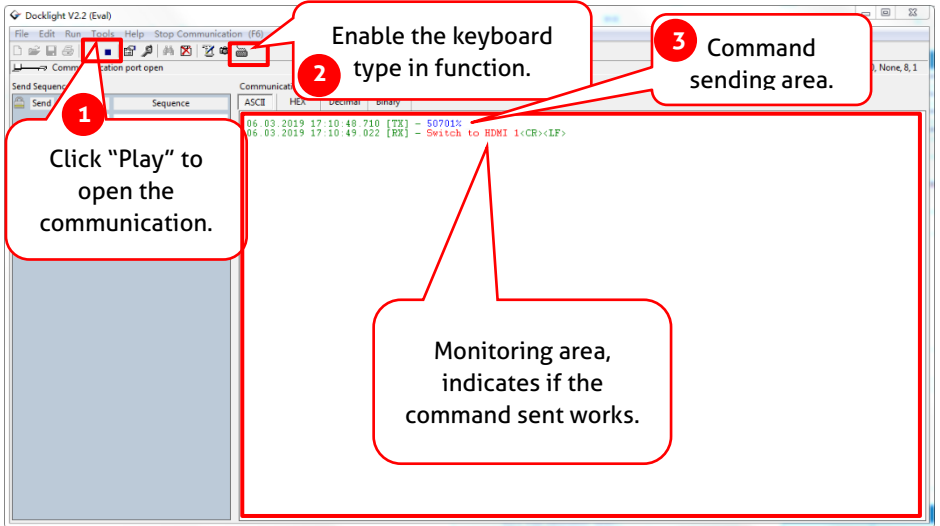 Docklight V2.2 (Eval)
File Edit Run Tools Help Stop Communication (F6)
port open
0, None, 8, 1
Send Sequence
Communicati
Send
Sequence
ASCII HEX Decimal Binary
06.03.2019 17:10:48.710 [TX] - 50701%
06.03.2019 17:10:49.022 [RX] - Switch to HDMI 1<CR><LF>
1
Click “Play” to
open the
communication.
2
Enable the keyboard
type in function.
3
Command
sending area.
Monitoring area,
indicates if the
command sent works.